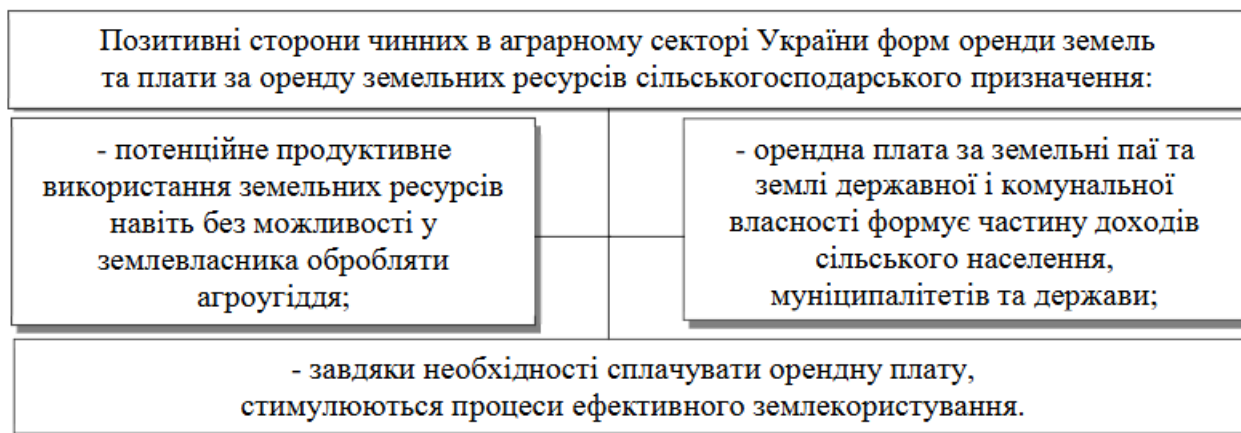 Позитивні сторони чинних в аграрному секторі України форм оренди земель
та плати за оренду земельних ресурсів сільськогосподарського призначення:
- потенційне продуктивне
використання земельних ресурсів
навіть без можливості у
землевласника обробляти
агроугіддя;
- орендна плата за земельні паї та
землі державної і комунальної
власності формує частину доходів
сільського населення,
муніципалітетів та держави;
- завдяки необхідності сплачувати орендну плату,
стимулюються процеси ефективного землекористування.